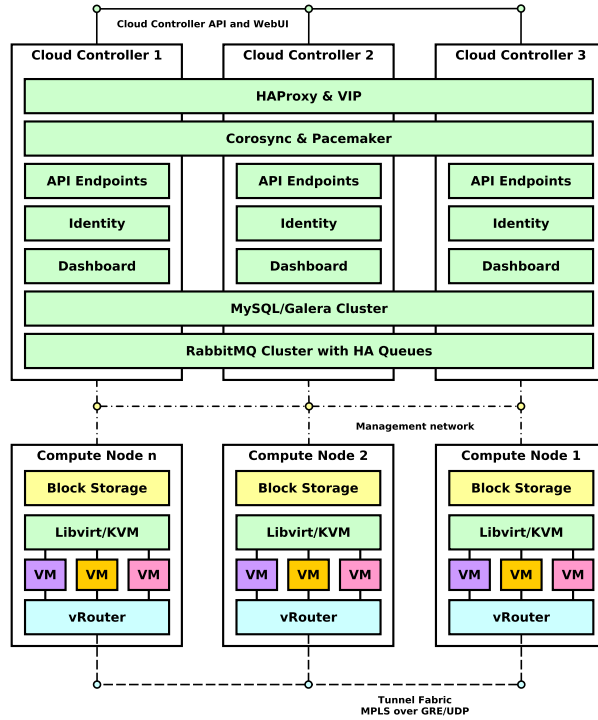 Cloud Controller API and WebUI
Cloud Controller 1
Cloud Controller 2
Cloud Controller 3
HAProxy & VIP
Corosync & Pacemaker
API Endpoints
API Endpoints
API Endpoints
Identity
Identity
Identity
Dashboard
Dashboard
Dashboard
MySQL/Galera Cluster
RabbitMQ Cluster with HA Queues
Management network
Compute Node n
Compute Node 2
Compute Node 1
Block Storage
Block Storage
Block Storage
Libvirt/KVM
Libvirt/KVM
Libvirt/KVM
VM
VM
VM
VM
VM
VM
VM
VM
VM
vRouter
vRouter
vRouter
Tunnel Fabric
MPLS over GRE/UDP